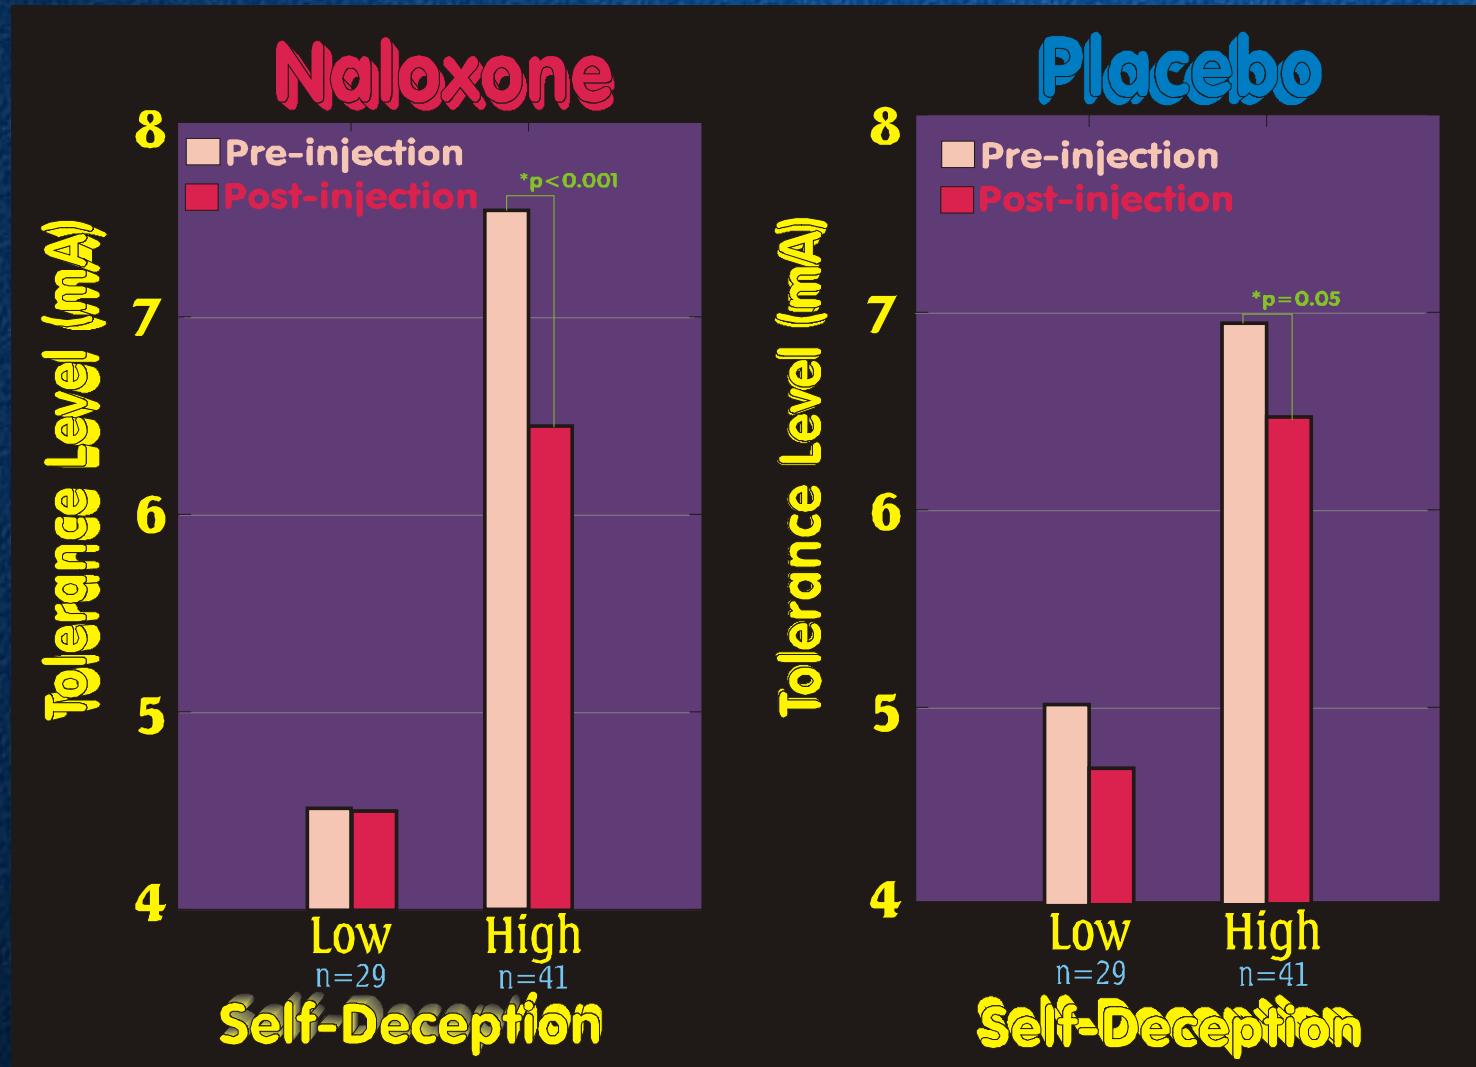 Naloxone
8
Pre-injection
Post-injection
*p<0.001
7
6
5
4
Tolerance Level (mA)
Low
High
n=29
n=41
Self-Deception
Placebo
8
Pre-injection
Post-injection
*p=0.05
7
6
5
4
Tolerance Level (mA)
Low
High
n=29
n=41
Self-Deception